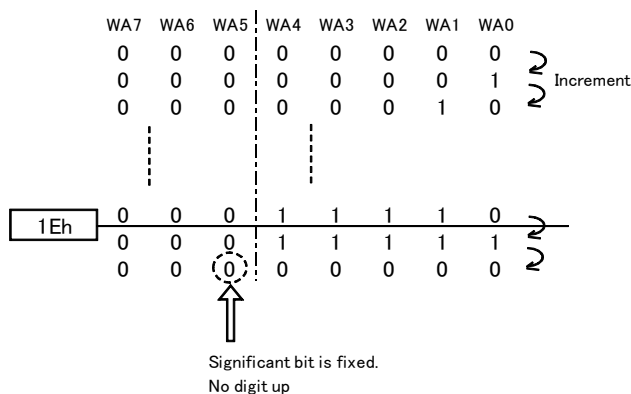 WA7 WA6 WA5 WA4 WA3 WA2 WA1 WA0
0 0 0 0 0 0 0 0
0 0 0 0 0 0 0 1
Increment
0 0 0 0 0 0 1 0
0 0 0 1 1 1 1 0
1Eh
0 0 0 1 1 1 1 1
0 0 0 0 0 0 0 0
Significant bit is fixed.
No digit up